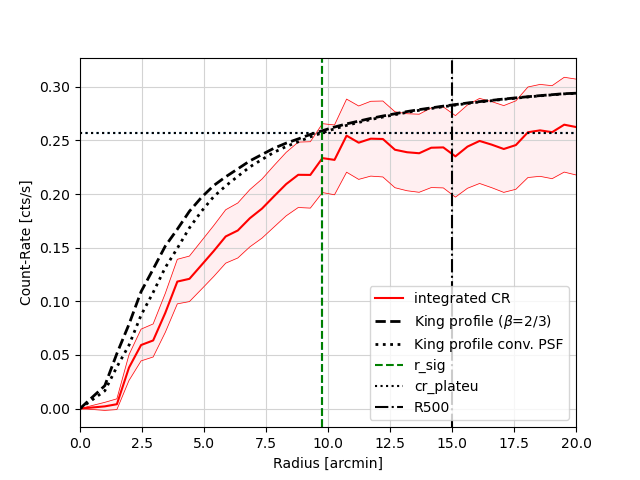 0.30
0.25
0.20
0.15
0.10
0.05
0.00
Count-Rate [cts/s]
integrated CR
King profile (β=2/3)
King profile conv. PSF
r_sig
cr_plateu
R500
0.0 2.5 5.0 7.5 10.0 12.5 15.0 17.5 20.0
Radius [arcmin]